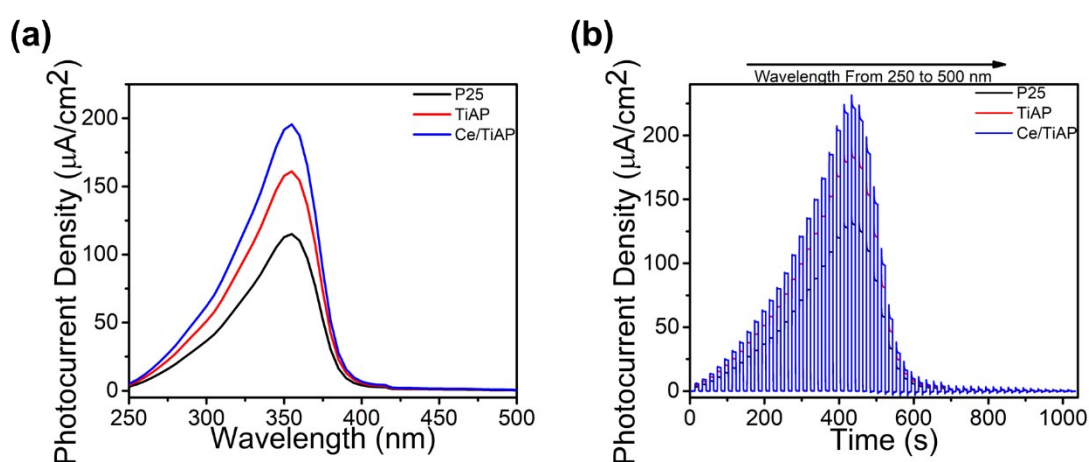 (a)
Photocurrent Density (μA/cm2)
200
150
100
50
0
P25
TiAP
Ce/TiAP
250 300 350 400 450 500
Wavelength (nm)
(b)
Wavelength From 250 to 500 nm
Photocurrent Density (μA/cm2)
200
150
100
50
0
P25
TiAP
Ce/TiAP
0 200 400 600 800 1000
Time (s)